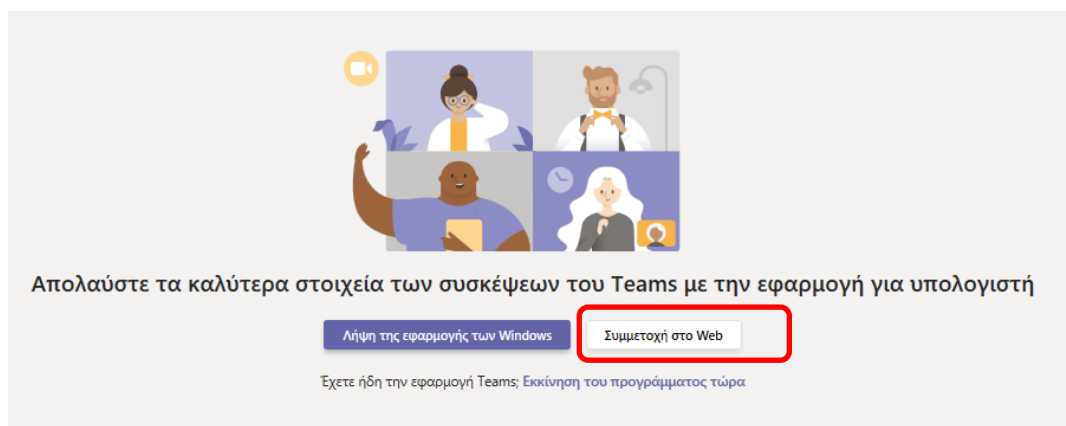 Απολαύστε τα καλύτερα στοιχεία των συσκέψεων του Teams με την εφαρμογή για υπολογιστή
Λήψη της εφαρμογής των Windows
Συμμετοχή στο Web
Έχετε ήδη την εφαρμογή Teams; Εκκίνηση του προγράμματος τώρα